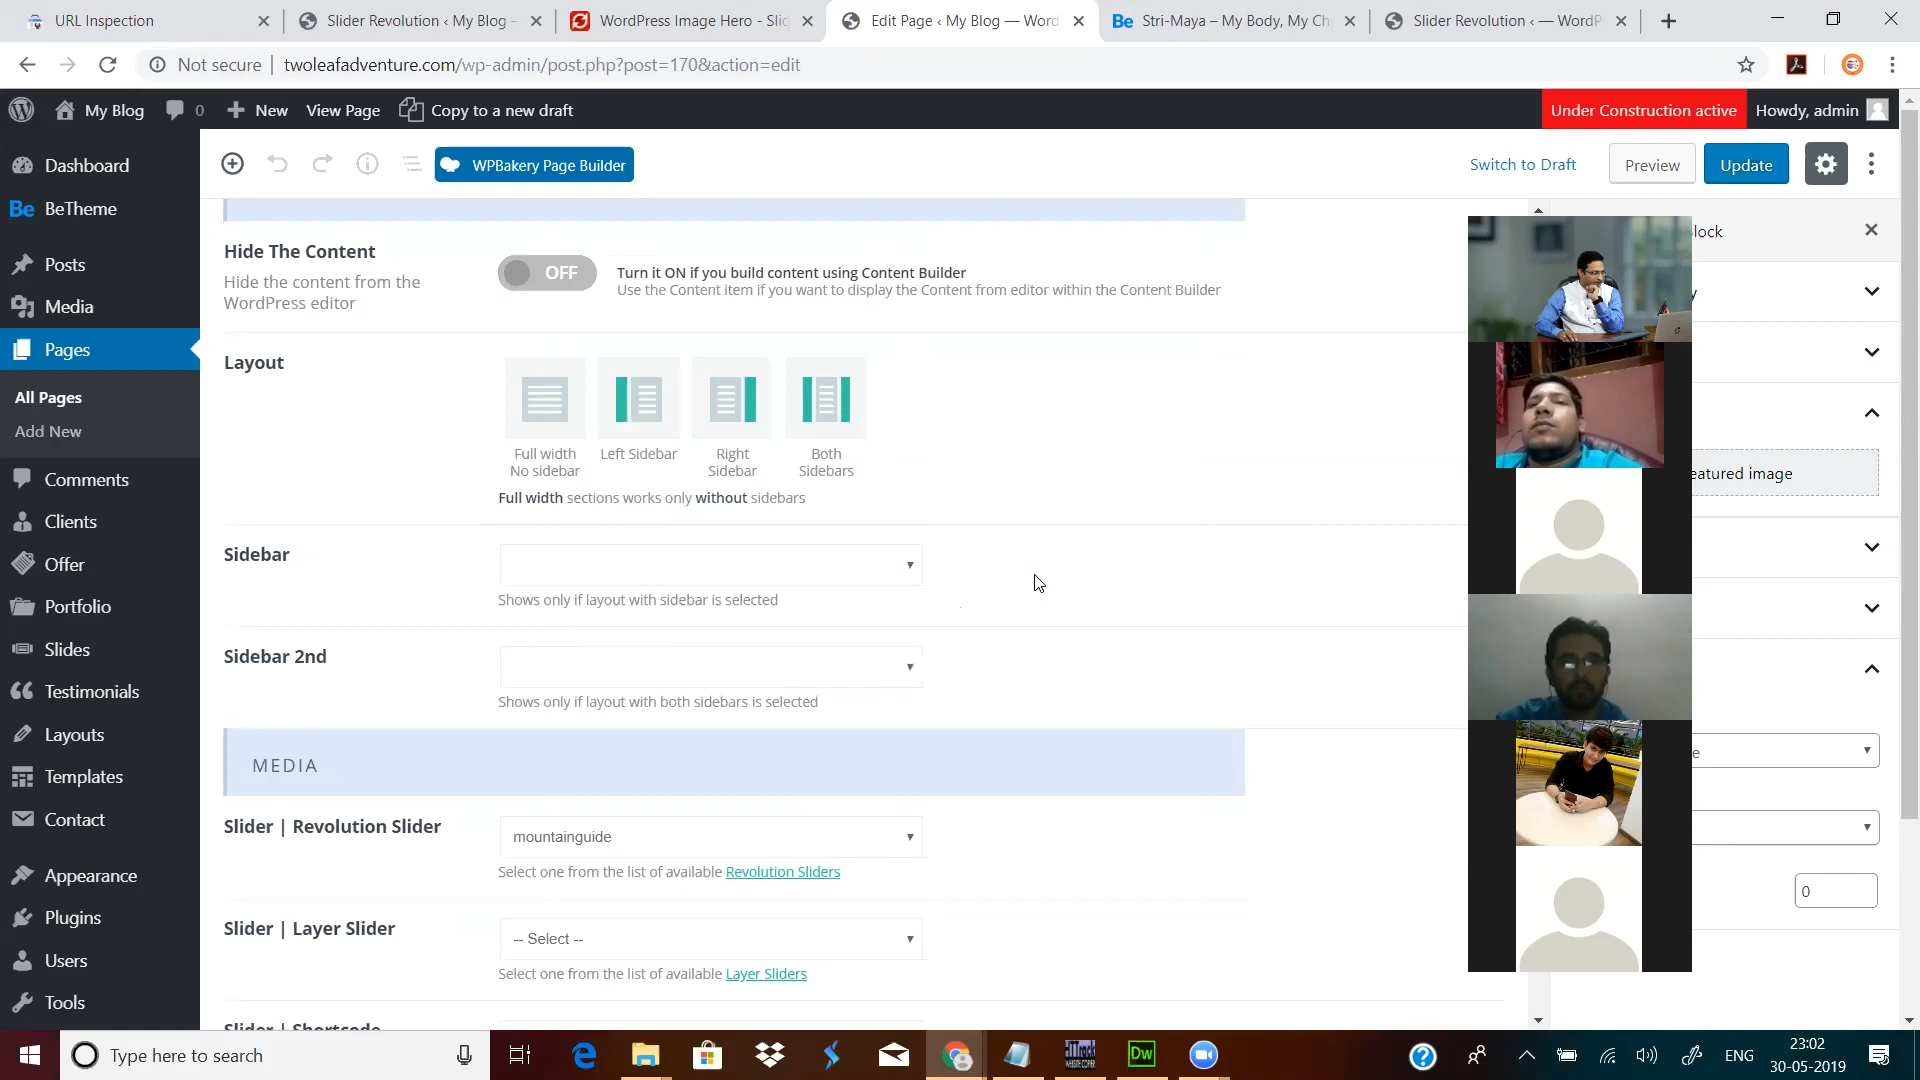 URL Inspection
Slider Revolution ‹ My Blog –
WordPress Image Hero - Slic
Edit Page ‹ My Blog — Word
Be Stri-Maya – My Body, My Ch
Slider Revolution ‹ — WordP
Not secure | twoleafadventure.com/wp-admin/post.php?post=170&action=edit
My Blog 0 New View Page Copy to a new draft
Under Construction active Howdy, admin
Dashboard
Be BeTheme
Posts
Media
Pages
All Pages
Add New
Comments
Clients
Offer
Portfolio
Slides
Testimonials
Layouts
Templates
Contact
Appearance
Plugins
Users
Tools
WPBakery Page Builder
Switch to Draft Preview Update
Hide The Content
Hide the content from the
WordPress editor
OFF
Turn it ON if you build content using Content Builder
Use the Content item if you want to display the Content from editor within the Content Builder
Layout
Full width
No sidebar
Left Sidebar
Right
Sidebar
Both
Sidebars
Full width sections works only without sidebars
Sidebar
Shows only if layout with sidebar is selected
Sidebar 2nd
Shows only if layout with both sidebars is selected
MEDIA
Slider | Revolution Slider
mountainguide
Select one from the list of available Revolution Sliders
Slider | Layer Slider
-- Select --
Select one from the list of available Layer Sliders
Slider | Shortcode
lock
y
eatured image
e
0
Type here to search
Dw
ENG
23:02
30-05-2019